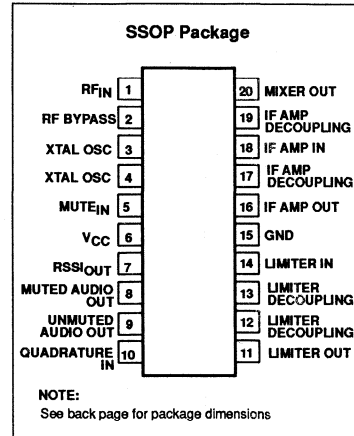 SSOP Package
RFIN 1
RF BYPASS 2
XTAL OSC 3
XTAL OSC 4
MUTEIN 5
VCC 6
RSSIOUT 7
MUTED AUDIO
OUT 8
UNMUTED
AUDIO OUT 9
QUADRATURE
IN 10
20 MIXER OUT
19 IF AMP
DECOUPLING
18 IF AMP IN
17 IF AMP
DECOUPLING
16 IF AMP OUT
15 GND
14 LIMITER IN
13 LIMITER
DECOUPLING
12 LIMITER
DECOUPLING
11 LIMITER OUT
NOTE:
See back page for package dimensions